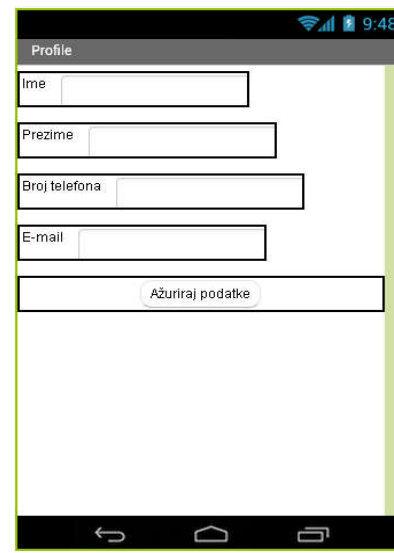 9:48
Profile
Ime
Prezime
Broj telefona
E-mail
Ažuriraj podatke